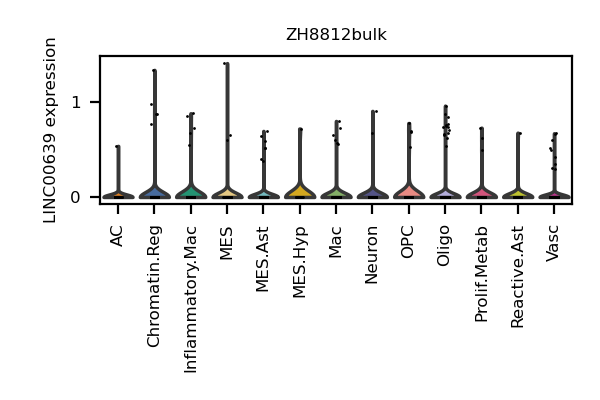 ZH8812bulk
LINC00639 expression
1
0
AC
Chromatin.Reg
Inflammatory.Mac
MES
MES.Ast
MES.Hyp
Mac
Neuron
OPC
Oligo
Prolif.Metab
Reactive.Ast
Vasc